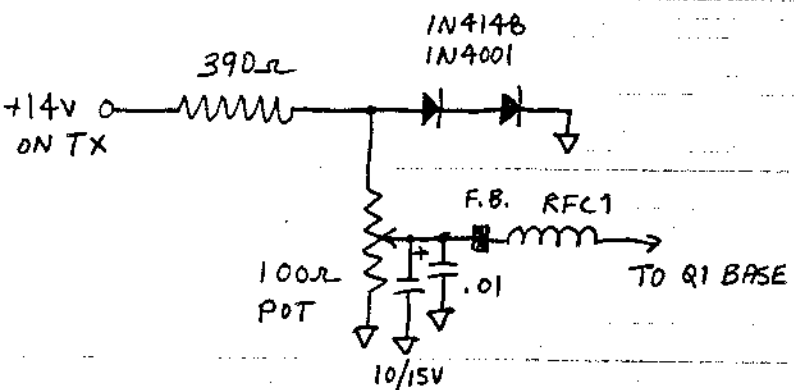 1N4148
1N4001
390Ω
+14V
ON TX
F.B. RFC1
+
100Ω
POT
.01
TO Q1 BASE
10/15V